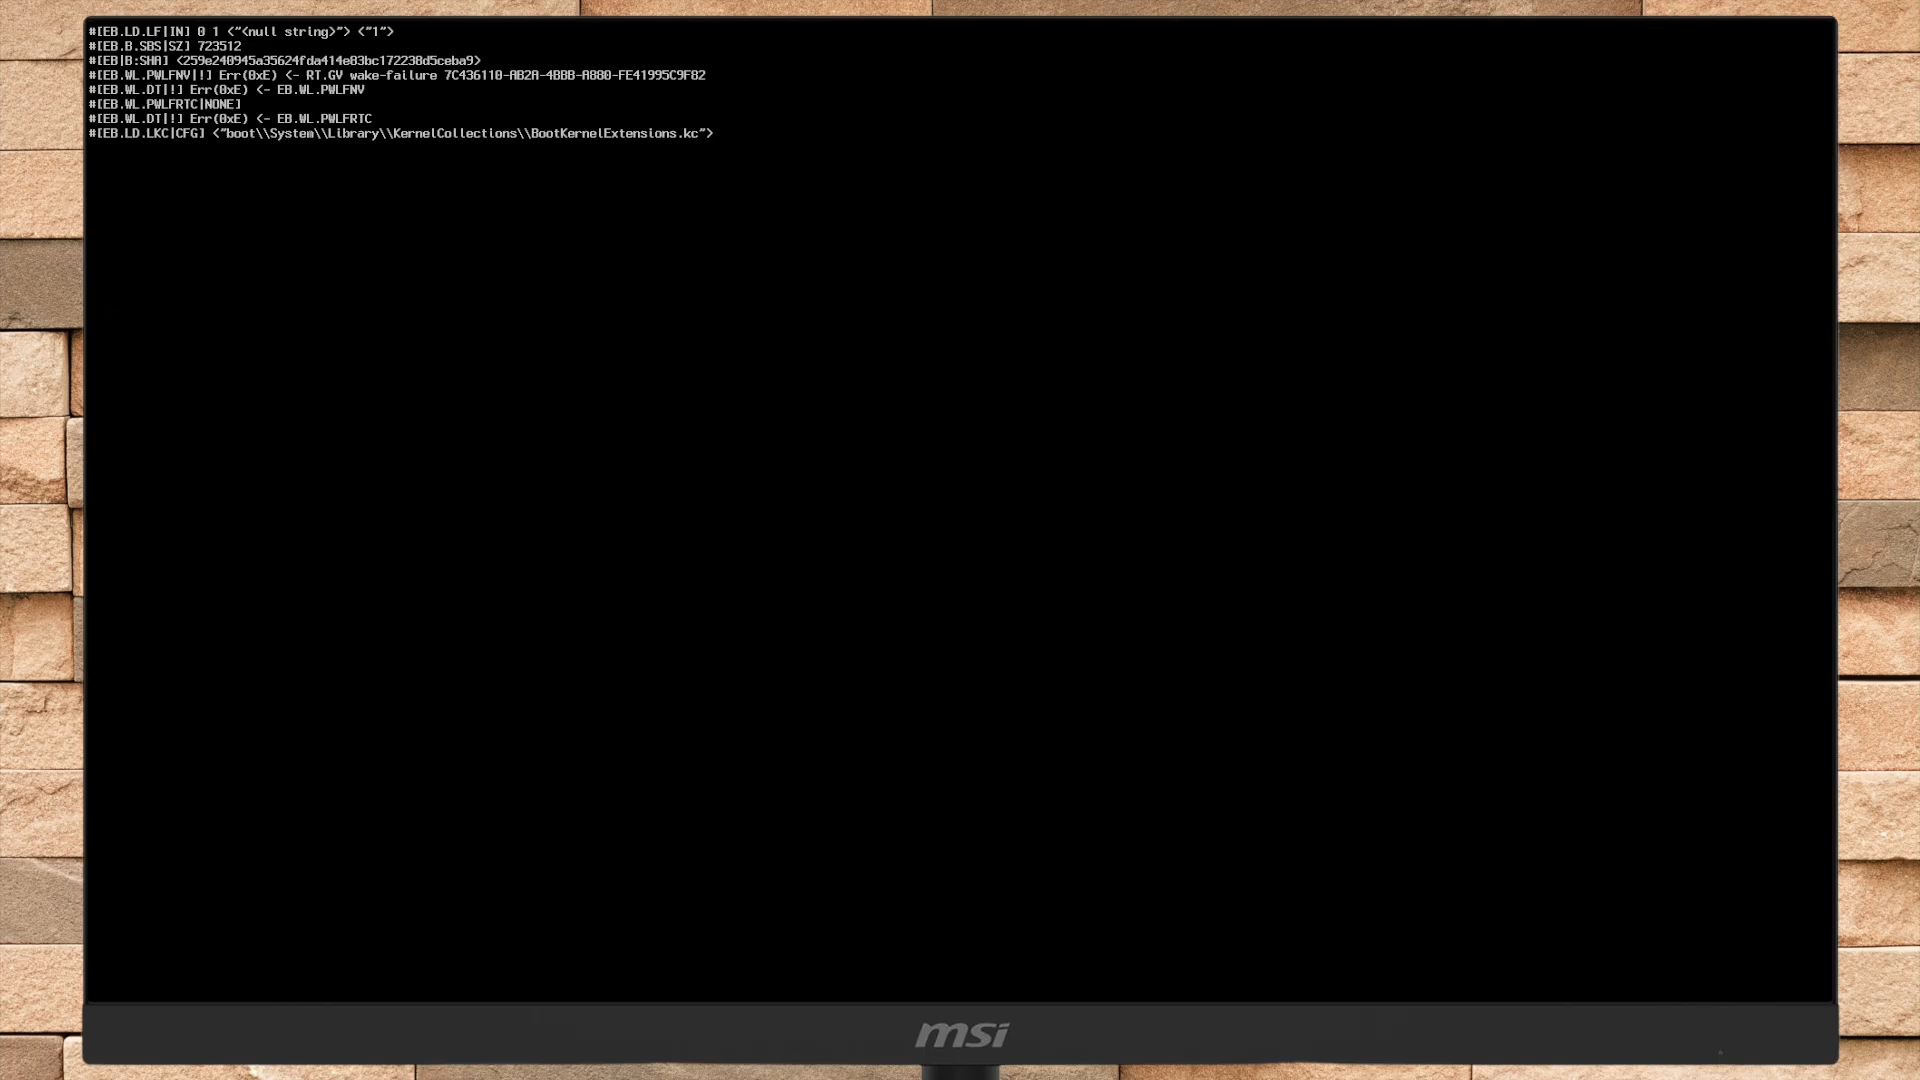 #[EB.LD.LF|IN] 0 1 <"<null string>"> <"1">
#[EB.B.SBS|SZ] 723512
#[EB|B:SHA] <259e240945a35624fda414e83bc172238d5ceba9>
#[EB.WL.PWLFNV|!] Err(0xE) <- RT.GV wake-failure 7C436110-AB2A-4BBB-A880-FE41995C9F82
#[EB.WL.DT|!] Err(0xE) <- EB.WL.PWLFNV
#[EB.WL.PWLFRTC|NONE]
#[EB.WL.DT|!] Err(0xE) <- EB.WL.PWLFRTC
#[EB.LD.LKC|CFG] <"boot\\System\\Library\\KernelCollections\\BootKernelExtensions.kc">
msi